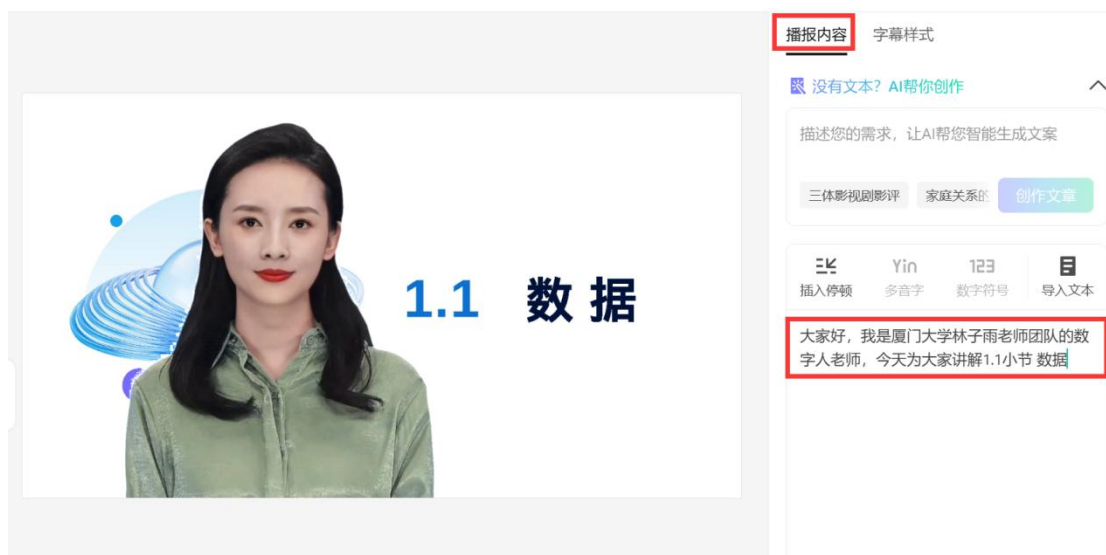 播报内容 字幕样式
没有文本？AI帮你创作
描述您的需求，让AI帮您智能生成文案
三体影视剧影评 家庭关系的 创作文章
Yin 123
插入停顿 多音字 数字符号 导入文本
大家好，我是厦门大学林子雨老师团队的数
字人老师，今天为大家讲解1.1小节 数据
1.1 数据